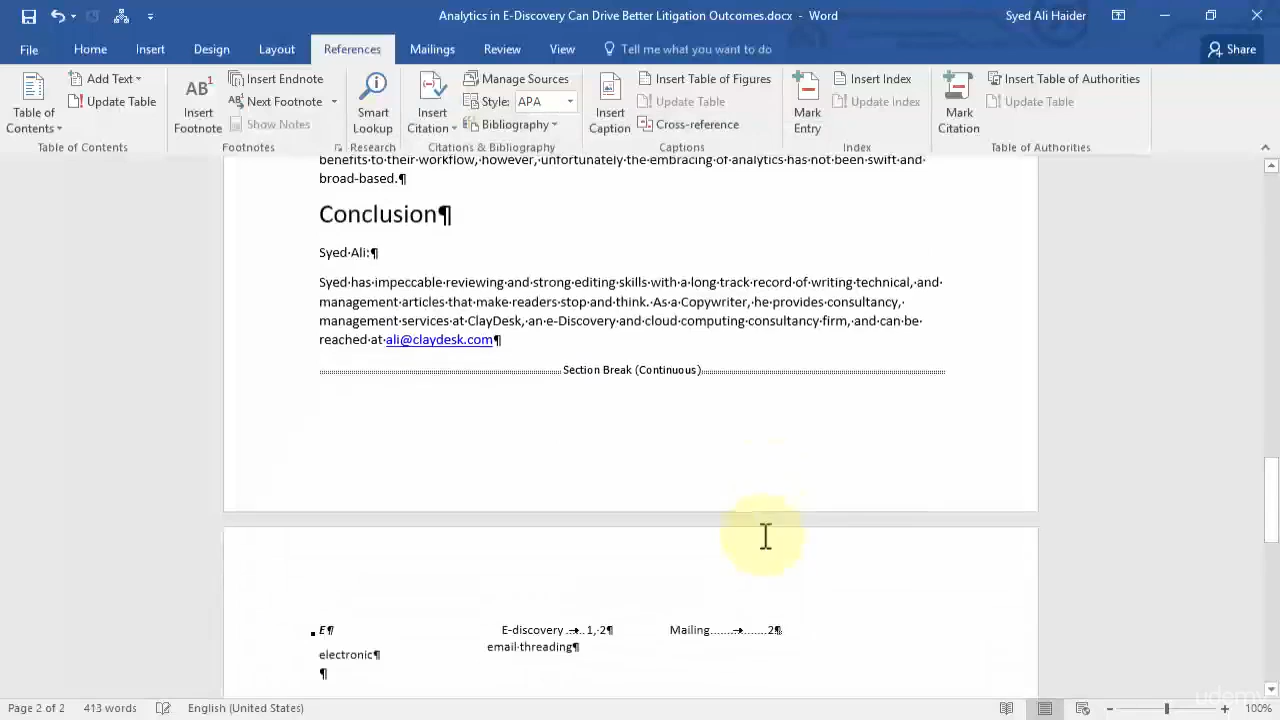 Analytics in E-Discovery Can Drive Better Litigation Outcomes.docx - Word
Syed Ali Haider
File Home Insert Design Layout References Mailings Review View Tell me what you want to do Share
Table of Contents
Add Text
Update Table
Table of Contents
AB1
Insert Footnote
Insert Endnote
Next Footnote
Show Notes
Footnotes
Smart Lookup
Research
Insert Citation
Manage Sources
Style: APA
Bibliography
Citations & Bibliography
Insert Caption
Insert Table of Figures
Update Table
Cross-reference
Captions
Mark Entry
Insert Index
Update Index
Index
Mark Citation
Insert Table of Authorities
Update Table
Table of Authorities
benefits·to·their·workflow,·however,·unfortunately·the·embracing·of·analytics·has·not·been·swift·and·
broad-based.¶
Conclusion¶
Syed·Ali:¶
Syed·has·impeccable·reviewing·and·strong·editing·skills·with·a·long·track·record·of·writing·technical,·and·
management·articles·that·make·readers·stop·and·think.·As·a·Copywriter,·he·provides·consultancy,·
management·services·at·ClayDesk,·an·e-Discovery·and·cloud·computing·consultancy·firm,·and·can·be·
reached·at·ali@claydesk.com¶
Section Break (Continuous)
E¶
electronic¶
¶
E-discovery ...→.. 1,·2¶
email·threading¶
Mailing.......→.......2¶
Page 2 of 2 413 words English (United States) 100%
udemy